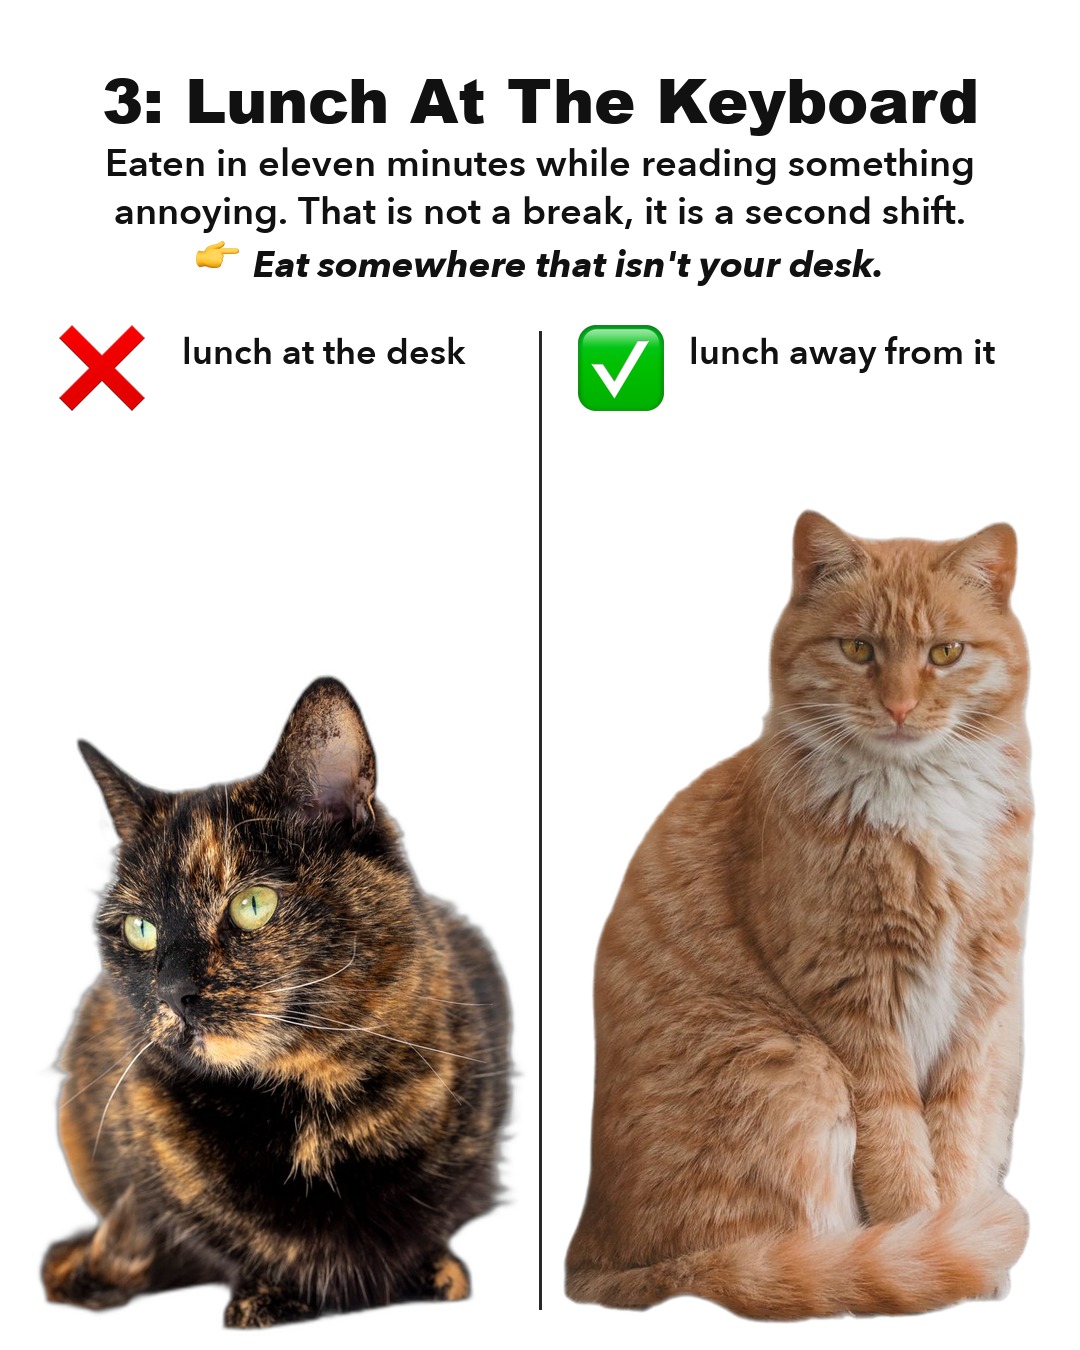 3: Lunch At The Keyboard
Eaten in eleven minutes while reading something
annoying. That is not a break, it is a second shift.
👉 Eat somewhere that isn't your desk.
❌ lunch at the desk
✅ lunch away from it